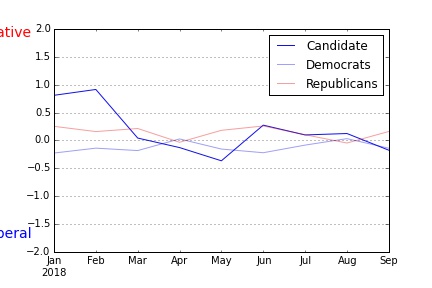 ative
beral
2.0
1.5
1.0
0.5
0.0
−0.5
−1.0
−1.5
−2.0
Candidate
Democrats
Republicans
Jan Feb Mar Apr May Jun Jul Aug Sep
2018